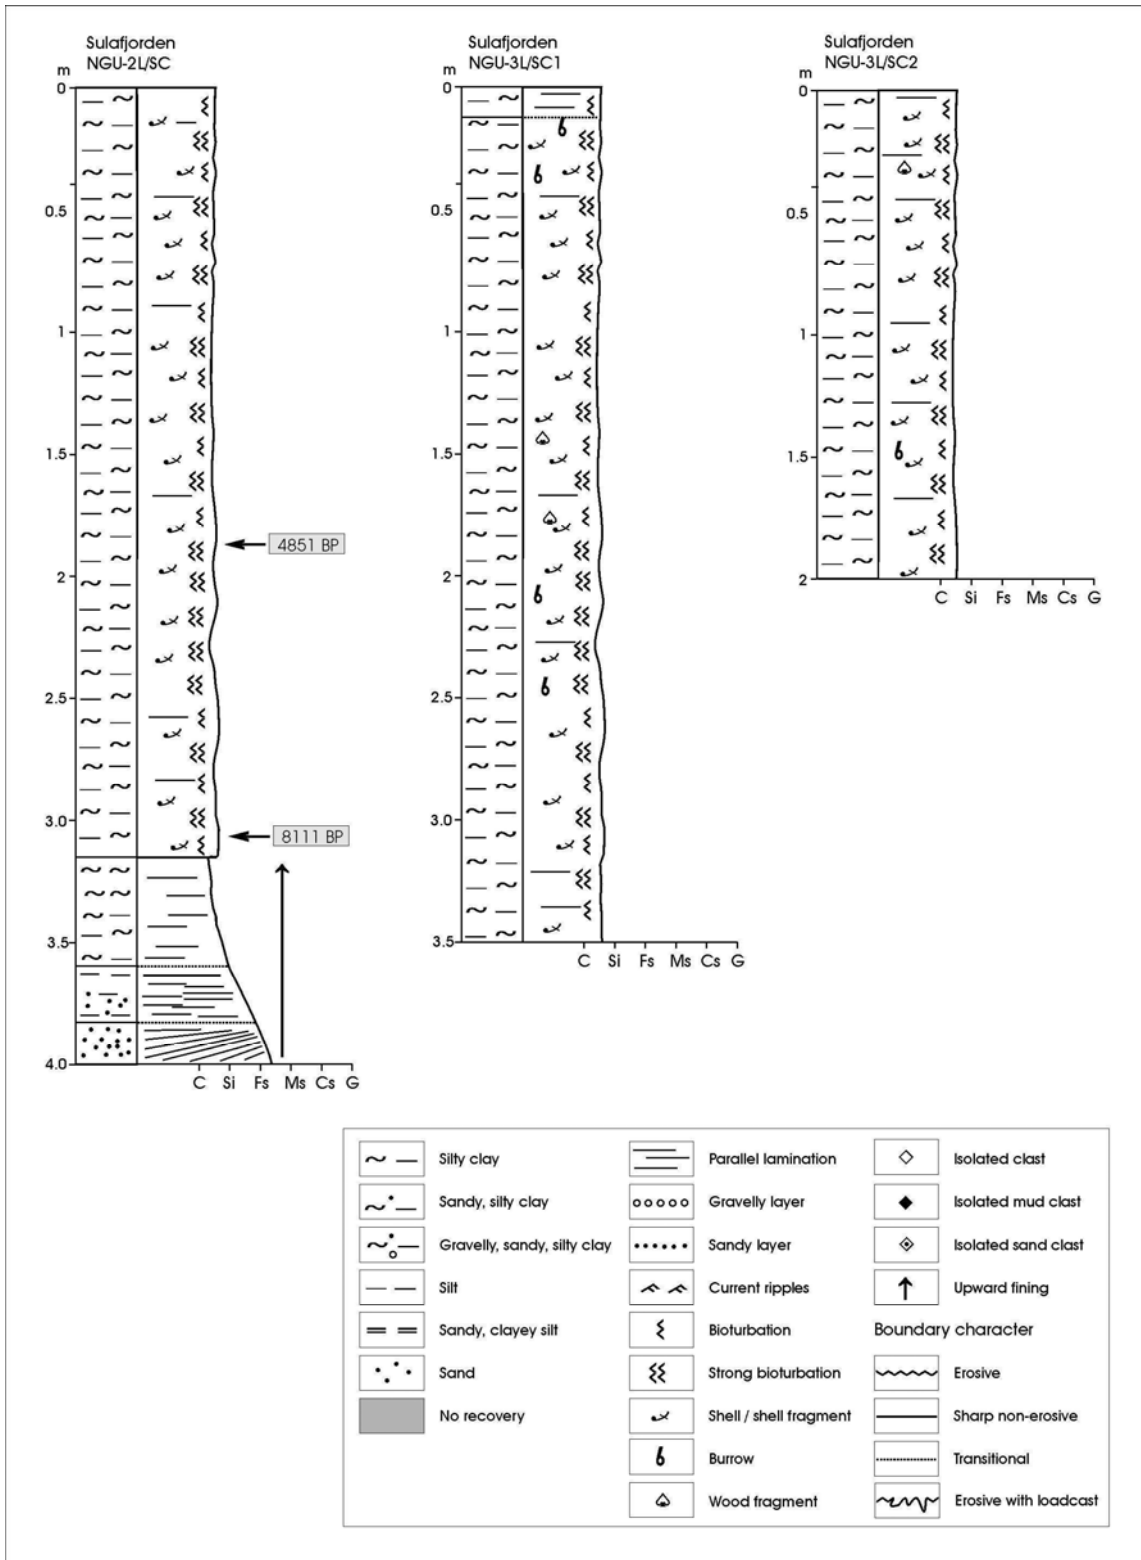 Sulafjorden
NGU-2L/SC
m
0
0.5
1
1.5
2
2.5
3.0
3.5
4.0
4851 BP
8111 BP
C Si Fs Ms Cs G
Sulafjorden
NGU-3L/SC1
m
0
0.5
1
1.5
2
2.5
3.0
3.5
C Si Fs Ms Cs G
Sulafjorden
NGU-3L/SC2
m
0
0.5
1
1.5
2
C Si Fs Ms Cs G
Silty clay
Sandy, silty clay
Gravelly, sandy, silty clay
Silt
Sandy, clayey silt
Sand
No recovery
Parallel lamination
Gravelly layer
Sandy layer
Current ripples
Bioturbation
Strong bioturbation
Shell / shell fragment
Burrow
Wood fragment
Isolated clast
Isolated mud clast
Isolated sand clast
Upward fining
Boundary character
Erosive
Sharp non-erosive
Transitional
Erosive with loadcast